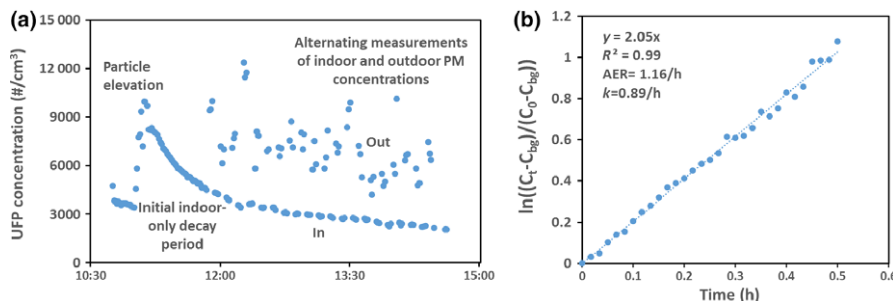 (a)
UFP concentration (#/cm³)
15 000
12 000
9000
6000
3000
0
10:30
12:00
13:30
15:00
Particle
elevation
Alternating measurements
of indoor and outdoor PM
concentrations
Out
In
Initial indoor-
only decay
period
(b)
ln((Cₜ-C_bg)/(C₀-C_bg))
1.2
1
0.8
0.6
0.4
0.2
0
0
0.1
0.2
0.3
0.4
0.5
0.6
Time (h)
y = 2.05x
R² = 0.99
AER= 1.16/h
k=0.89/h